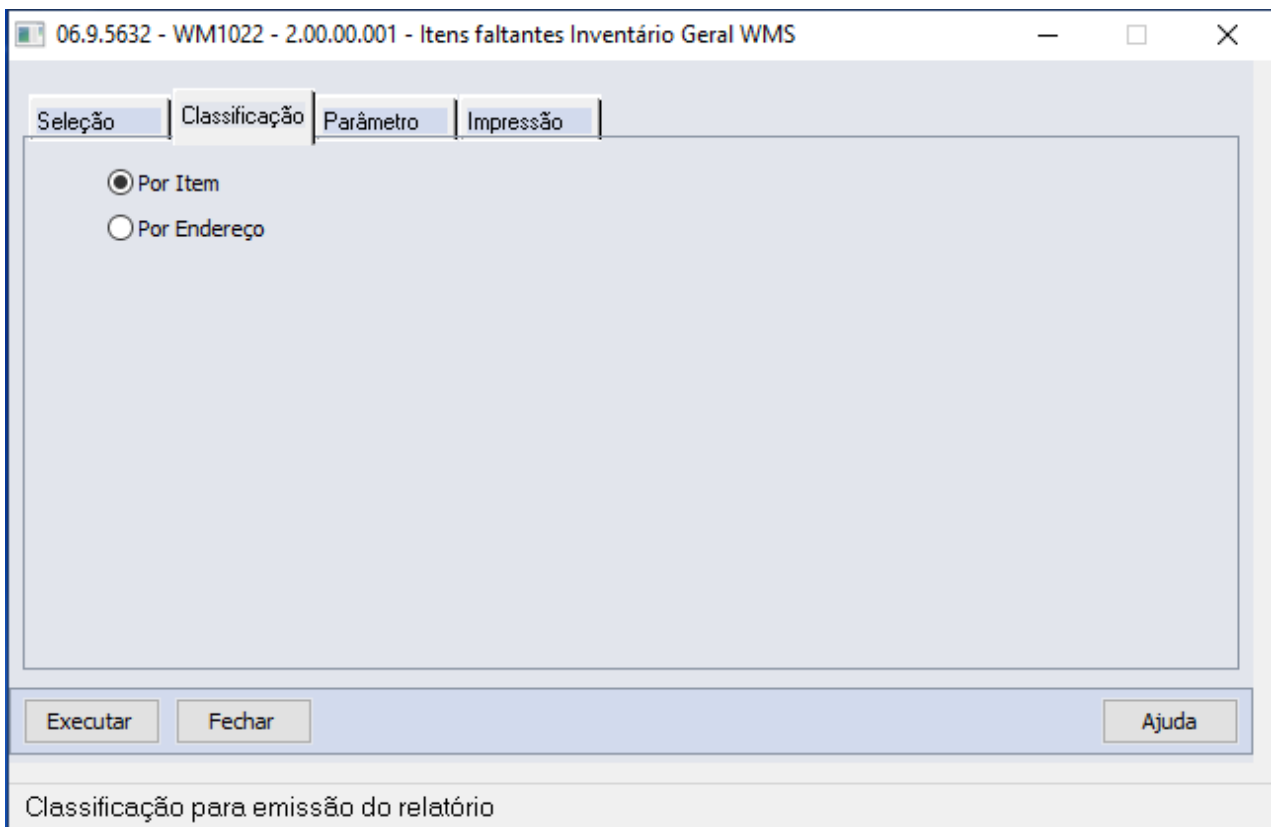 06.9.5632 - WM1022 - 2.00.00.001 - Itens faltantes Inventário Geral WMS
Seleção Classificação Parâmetro Impressão
Por Item
Por Endereço
Executar Fechar Ajuda
Classificação para emissão do relatório